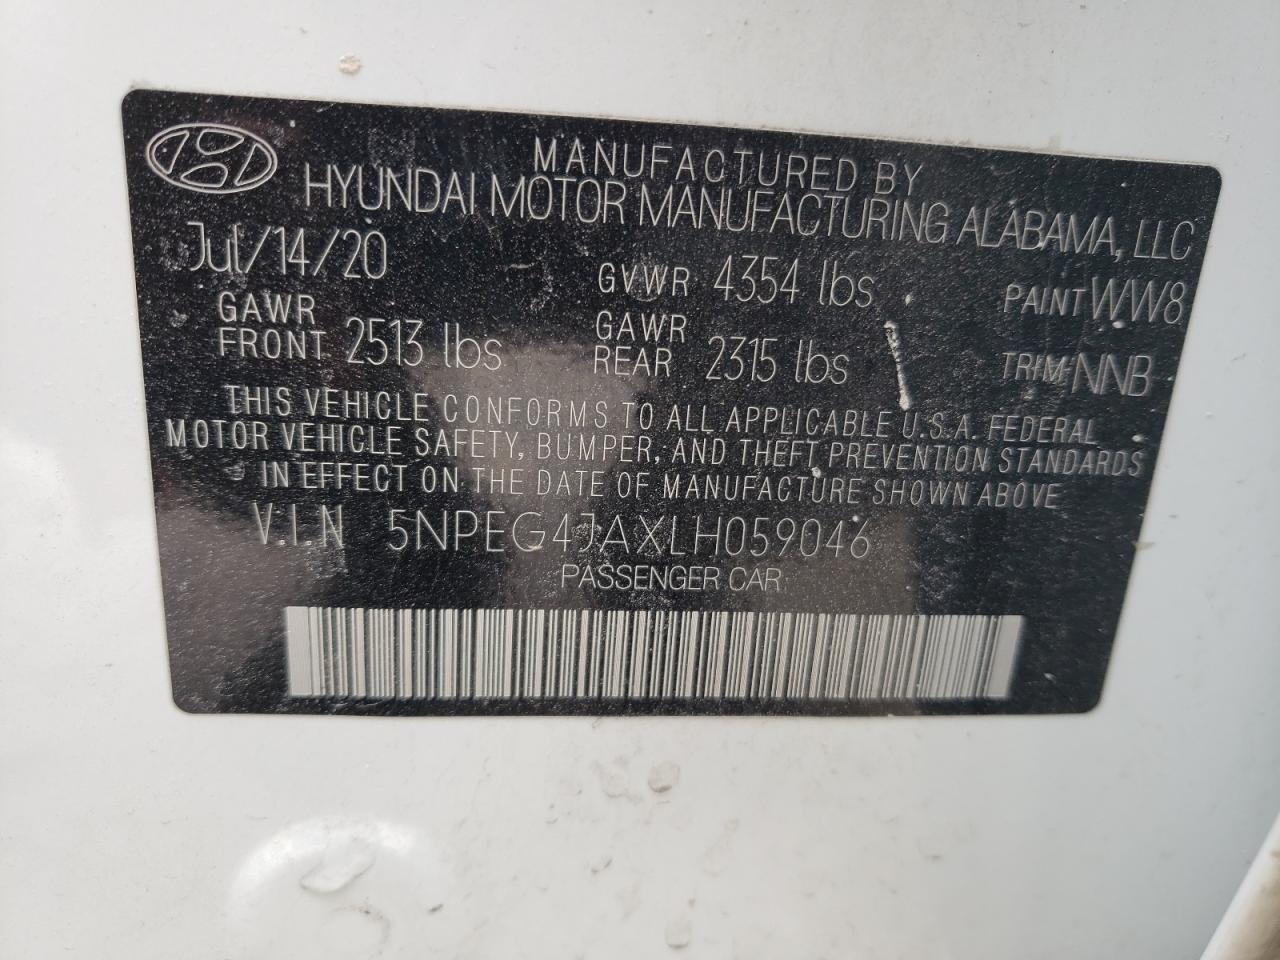 MANUFACTURED BY
HYUNDAI MOTOR MANUFACTURING ALABAMA, LLC
Jul/14/20 GVWR 4354 lbs PAINT WW8
GAWR FRONT 2513 lbs GAWR REAR 2315 lbs TRIM NNB
THIS VEHICLE CONFORMS TO ALL APPLICABLE U.S.A. FEDERAL
MOTOR VEHICLE SAFETY, BUMPER, AND THEFT PREVENTION STANDARDS
IN EFFECT ON THE DATE OF MANUFACTURE SHOWN ABOVE
V.I.N 5NPEG4JAXLH059046
PASSENGER CAR